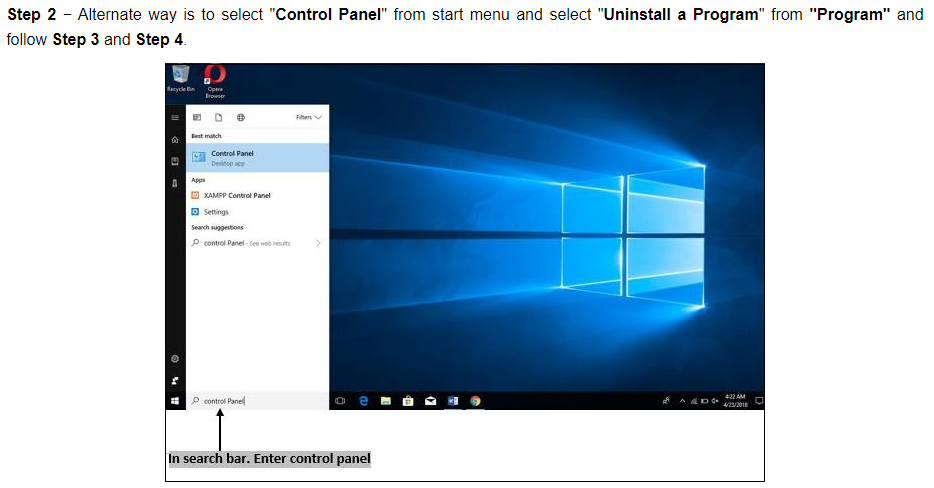 Step 2 – Alternate way is to select "Control Panel" from start menu and select "Uninstall a Program" from "Program" and
follow Step 3 and Step 4.
Recycle Bin
Opera
Browser
Filters
Best match
Control Panel
Desktop app
Apps
XAMPP Control Panel
Settings
Search suggestions
control Panel - See web results
control Panel
4:22 AM
4/23/2018
In search bar. Enter control panel